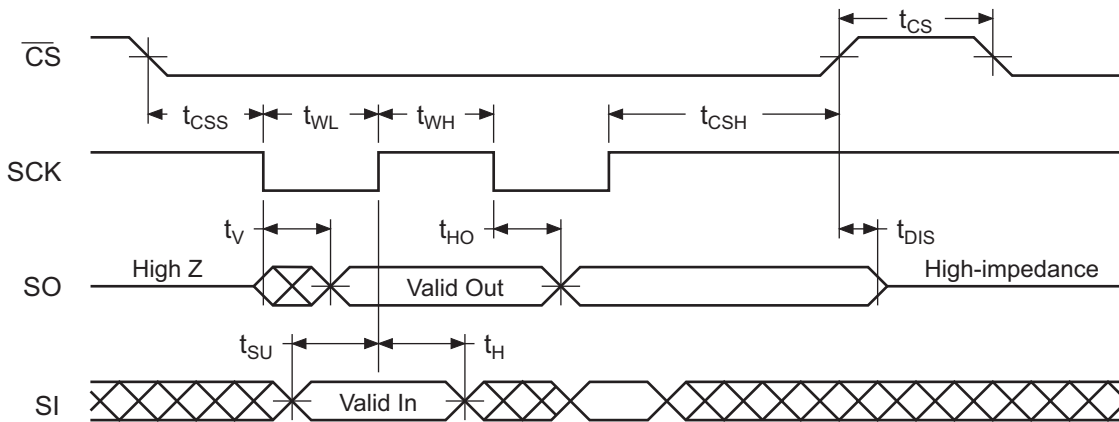 t_CS
C̅S̅
t_CSS t_WL t_WH t_CSH
SCK
t_V t_HO t_DIS
High Z High-impedance
SO Valid Out
t_SU t_H
SI Valid In